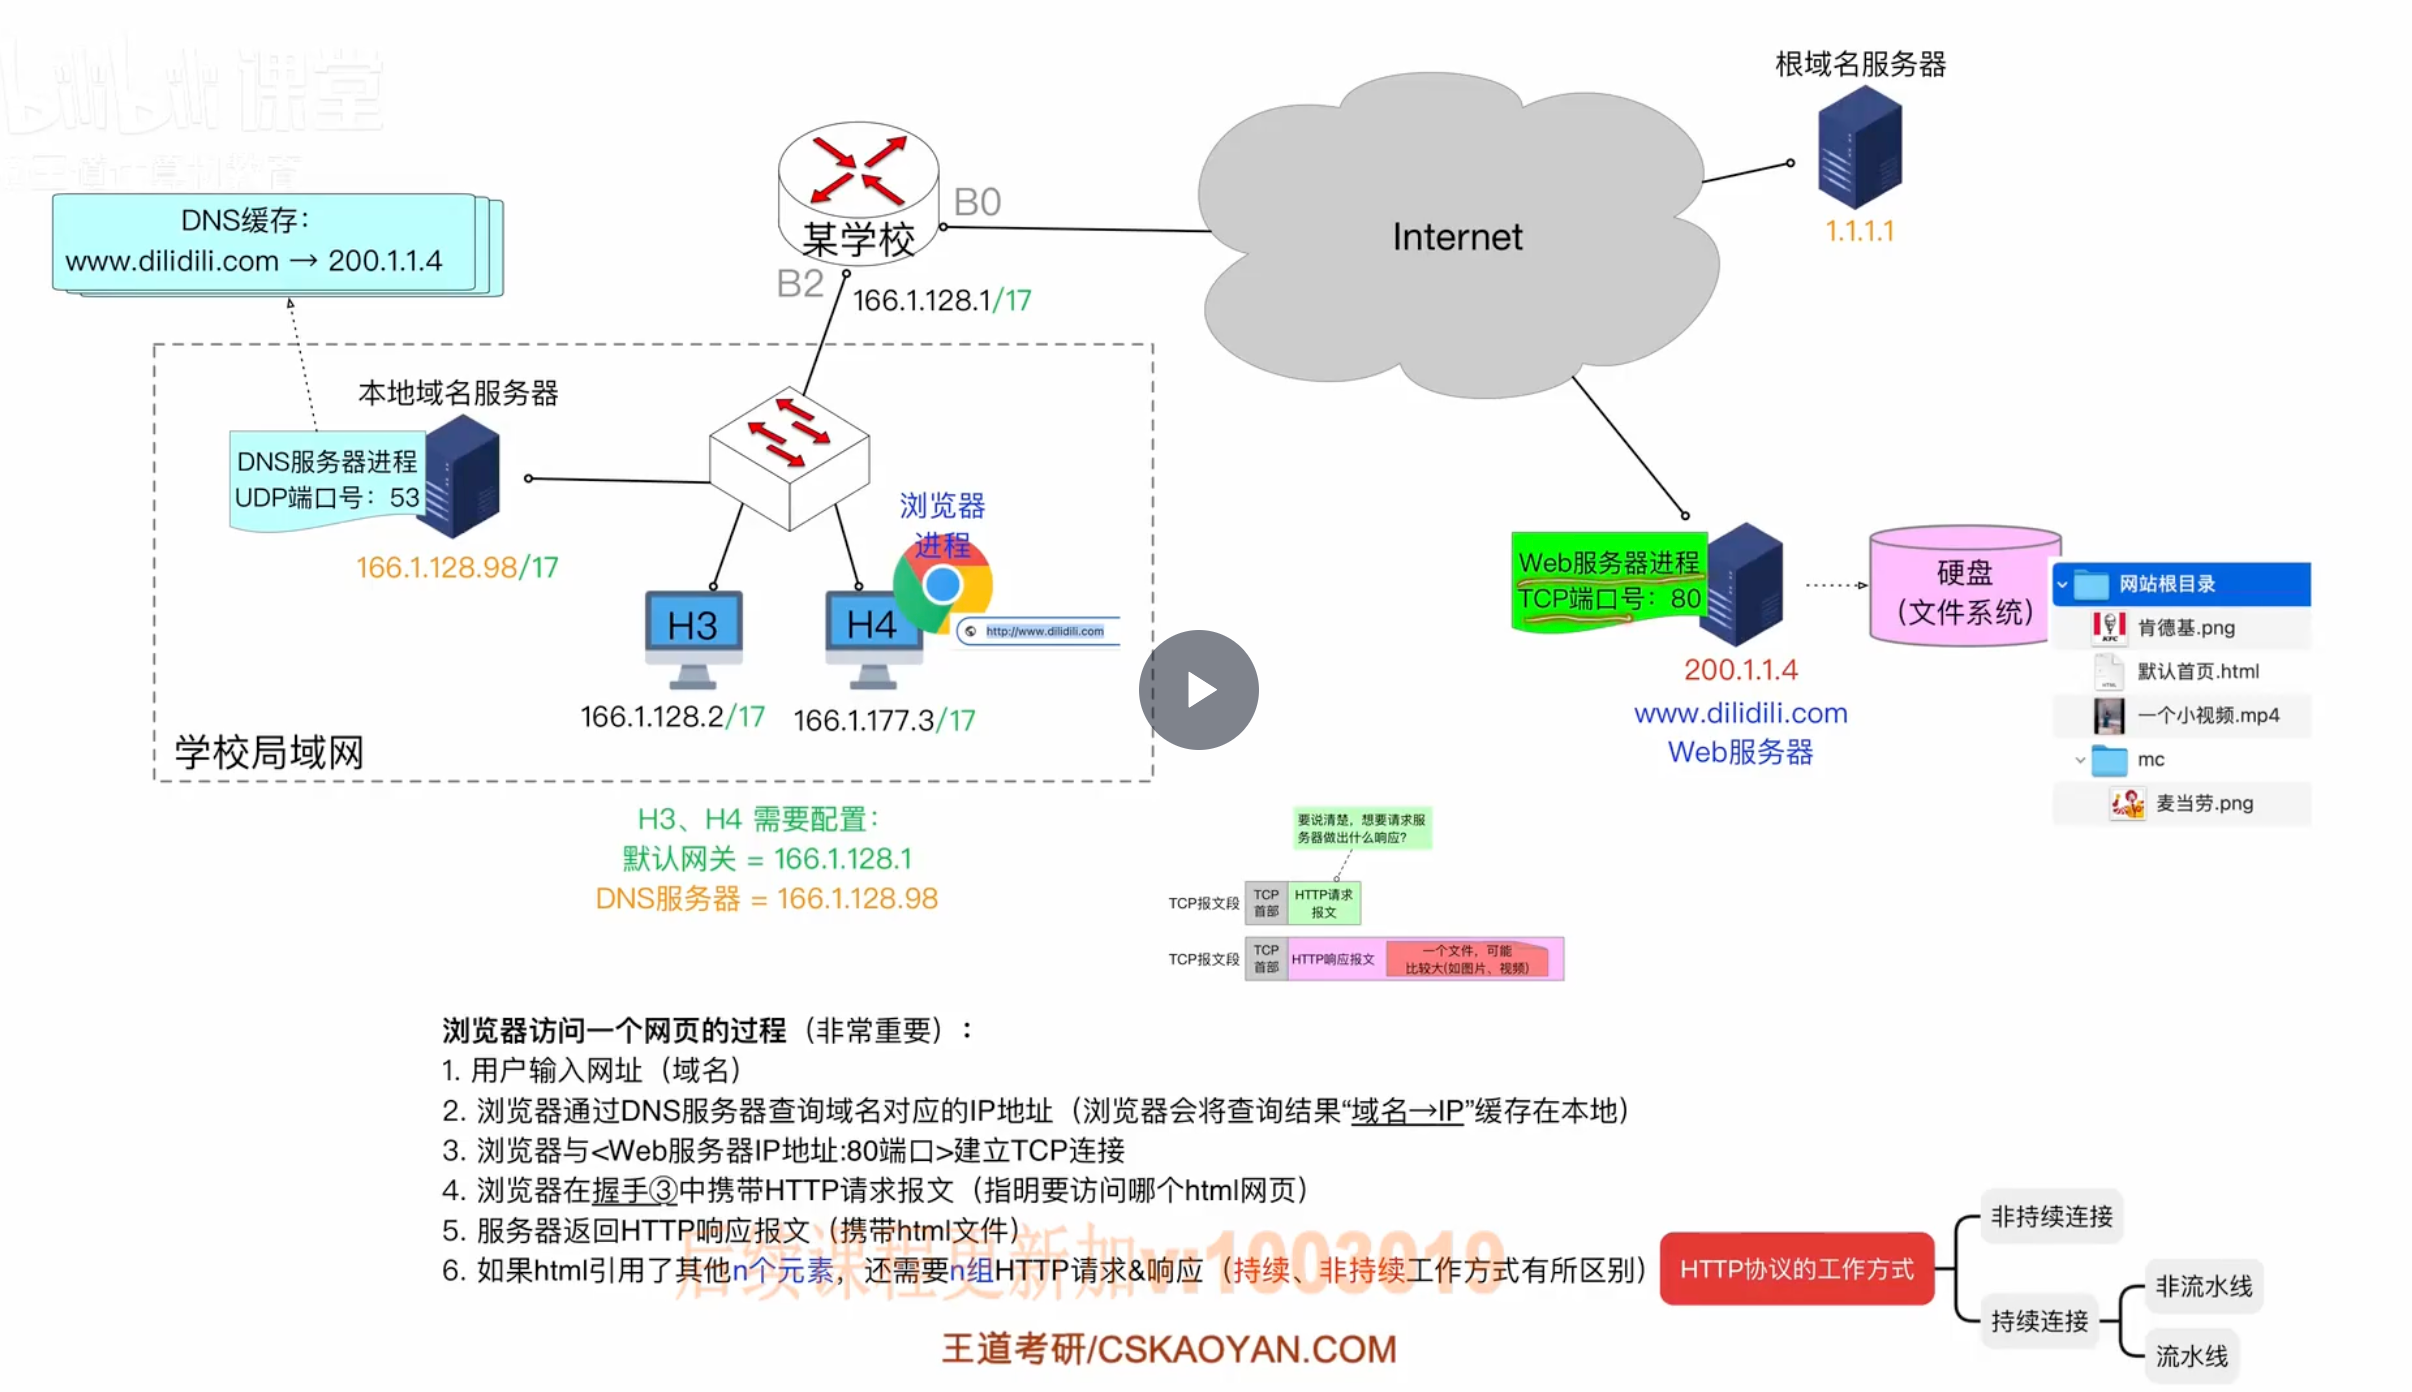 bilibili课堂
王道计算机教育
根域名服务器
1.1.1.1
DNS缓存：
www.dilidili.com → 200.1.1.4
某学校
B0
B2
166.1.128.1/17
Internet
本地域名服务器
DNS服务器进程
UDP端口号：53
166.1.128.98/17
浏览器
进程
H3
H4
http://www.dilidili.com
166.1.128.2/17
166.1.177.3/17
学校局域网
Web服务器进程
TCP端口号：80
200.1.1.4
www.dilidili.com
Web服务器
硬盘
（文件系统）
网站根目录
KFC
肯德基.png
HTML
默认首页.html
一个小视频.mp4
mc
麦当劳.png
H3、H4 需要配置：
默认网关 = 166.1.128.1
DNS服务器 = 166.1.128.98
要说清楚，想要请求服
务器做出什么响应？
TCP报文段
TCP
首部
HTTP请求
报文
TCP报文段
TCP
首部
HTTP响应报文
一个文件，可能
比较大(如图片、视频)
浏览器访问一个网页的过程（非常重要）：
1. 用户输入网址（域名）
2. 浏览器通过DNS服务器查询域名对应的IP地址（浏览器会将查询结果“域名→IP”缓存在本地）
3. 浏览器与<Web服务器IP地址:80端口>建立TCP连接
4. 浏览器在握手③中携带HTTP请求报文（指明要访问哪个html网页）
5. 服务器返回HTTP响应报文（携带html文件）
6. 如果html引用了其他n个元素，还需要n组HTTP请求&响应（持续、非持续工作方式有所区别）
后续课程更新加v:1003019
HTTP协议的工作方式
非持续连接
持续连接
非流水线
流水线
王道考研/CSKAOYAN.COM